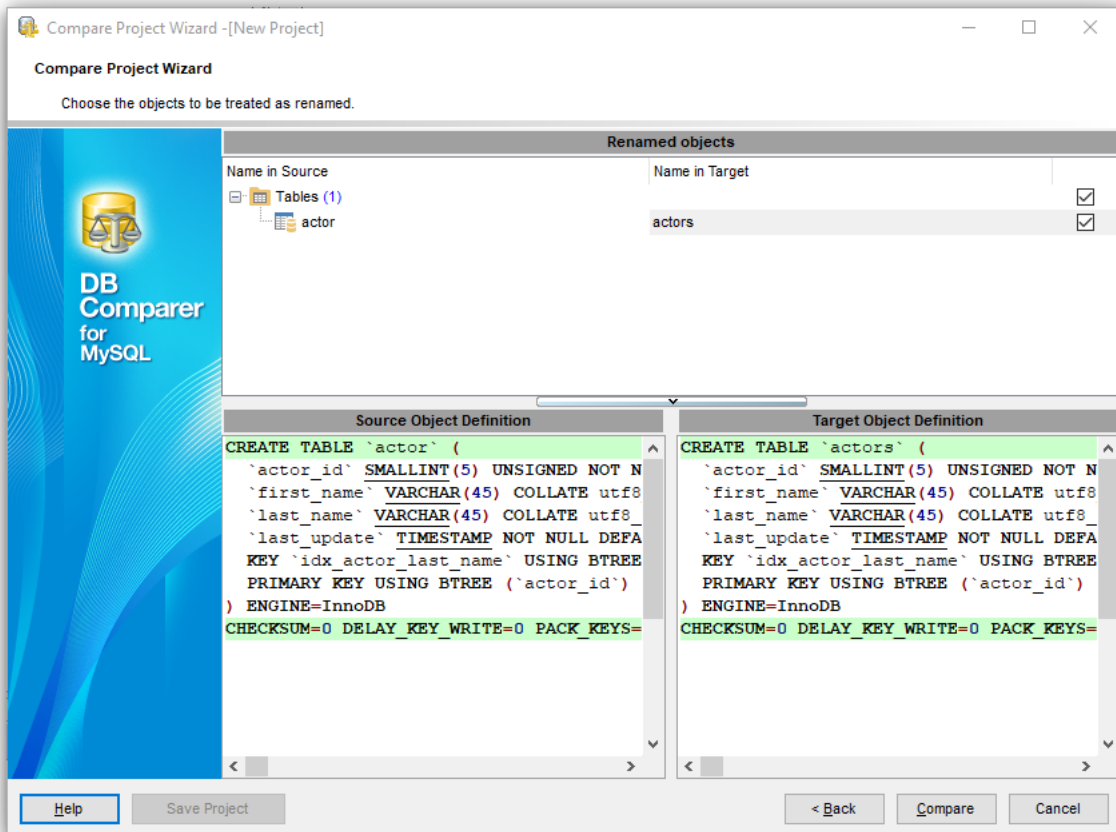 Compare Project Wizard -[New Project]
Compare Project Wizard
Choose the objects to be treated as renamed.
DB
Comparer
for
MySQL
Renamed objects
Name in Source Name in Target
Tables (1)
actor actors
Source Object Definition
CREATE TABLE `actor` (
`actor_id` SMALLINT(5) UNSIGNED NOT N
`first_name` VARCHAR(45) COLLATE utf8
`last_name` VARCHAR(45) COLLATE utf8_
`last_update` TIMESTAMP NOT NULL DEFA
KEY `idx_actor_last_name` USING BTREE
PRIMARY KEY USING BTREE (`actor_id`)
) ENGINE=InnoDB
CHECKSUM=0 DELAY_KEY_WRITE=0 PACK_KEYS=
Target Object Definition
CREATE TABLE `actors` (
`actor_id` SMALLINT(5) UNSIGNED NOT N
`first_name` VARCHAR(45) COLLATE utf8
`last_name` VARCHAR(45) COLLATE utf8_
`last_update` TIMESTAMP NOT NULL DEFA
KEY `idx_actor_last_name` USING BTREE
PRIMARY KEY USING BTREE (`actor_id`)
) ENGINE=InnoDB
CHECKSUM=0 DELAY_KEY_WRITE=0 PACK_KEYS=
Help Save Project < Back Compare Cancel